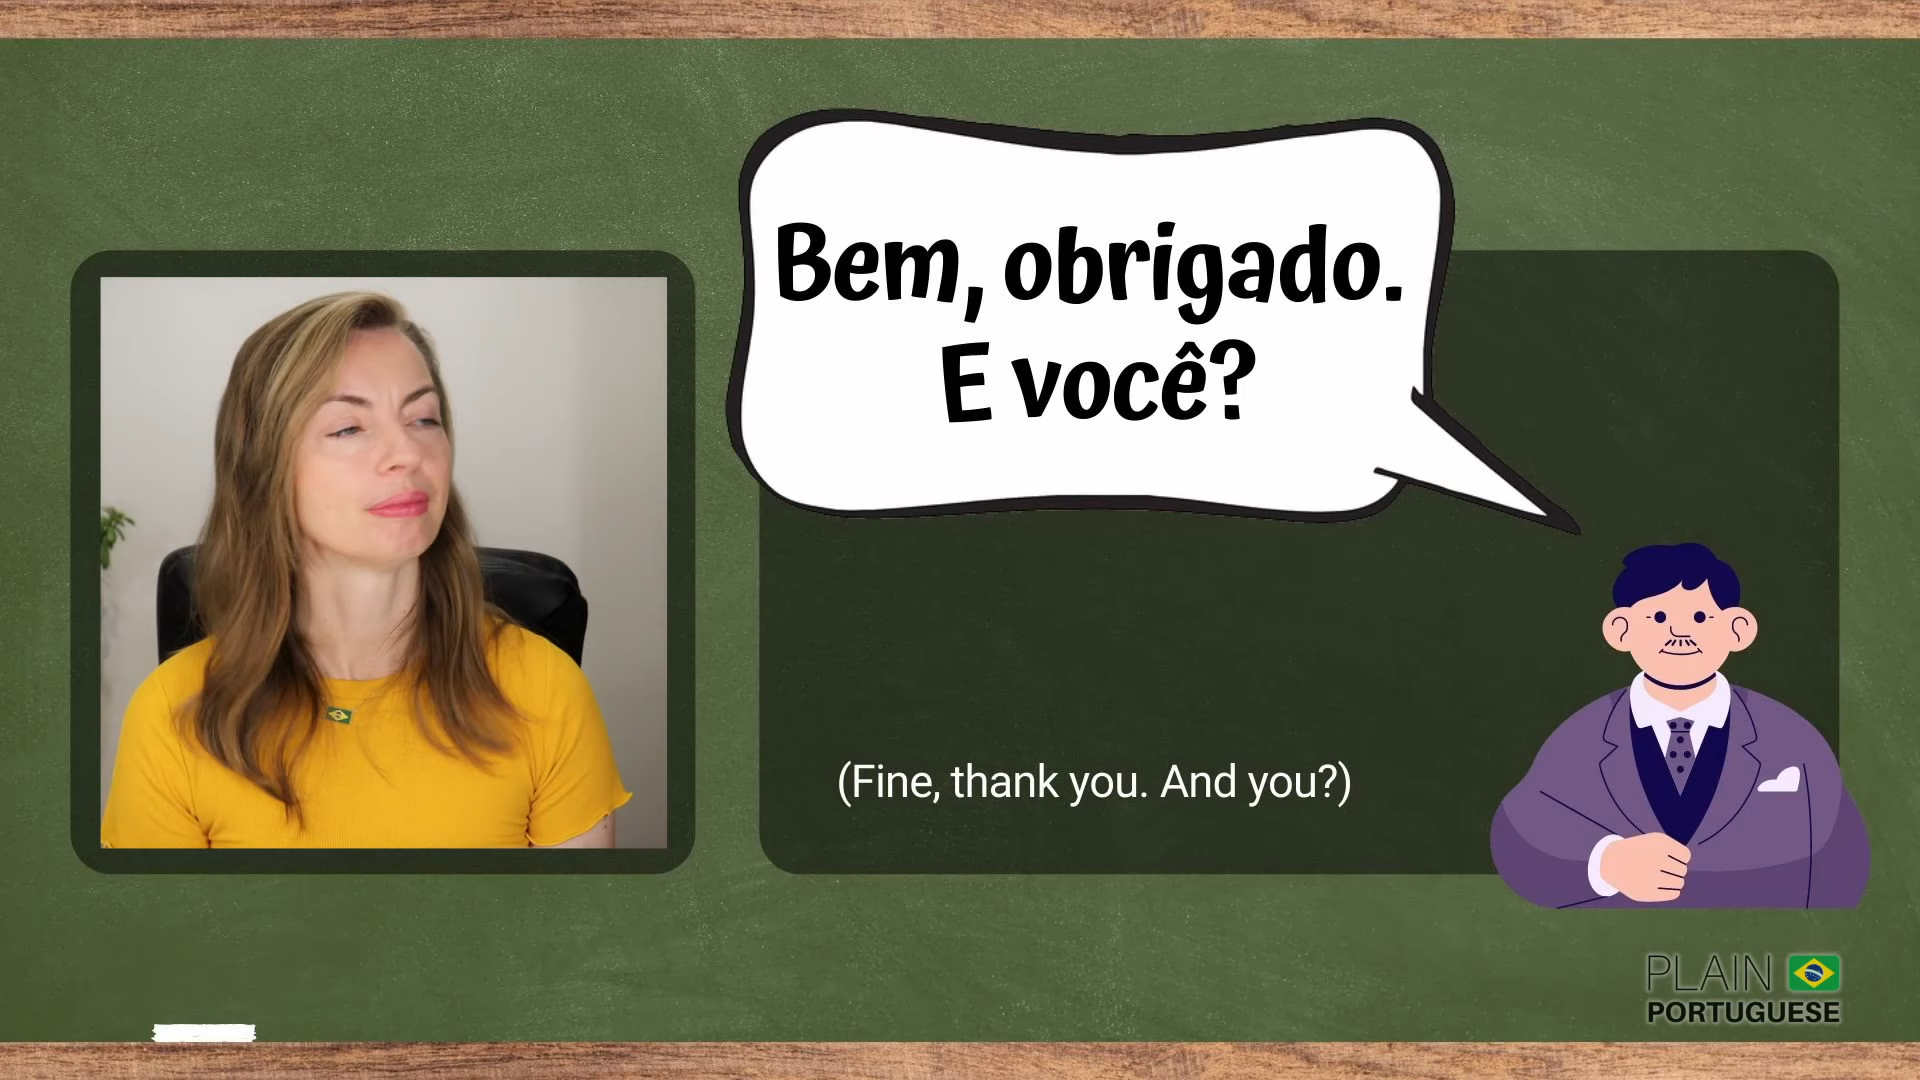 Bem, obrigado.
E você?
(Fine, thank you. And you?)
PLAIN
PORTUGUESE